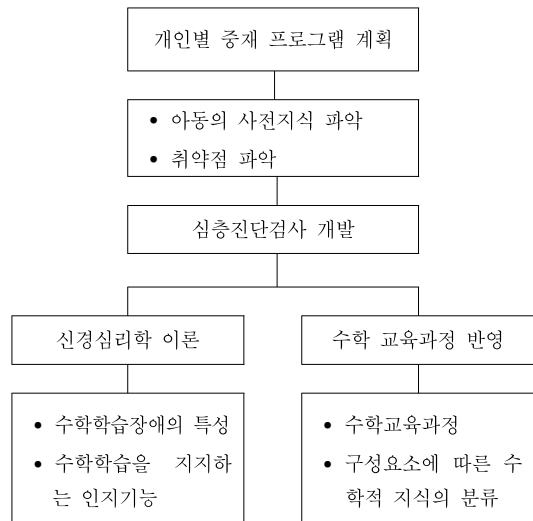 개인별 중재 프로그램 계획
• 아동의 사전지식 파악
• 취약점 파악
심층진단검사 개발
신경심리학 이론
수학 교육과정 반영
• 수학학습장애의 특성
• 수학학습을 지지하
는 인지기능
• 수학교육과정
• 구성요소에 따른 수
학적 지식의 분류